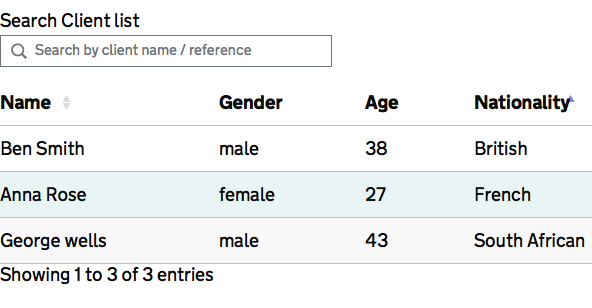 Search Client list
Search by client name / reference
Name Gender Age Nationality
Ben Smith male 38 British
Anna Rose female 27 French
George wells male 43 South African
Showing 1 to 3 of 3 entries